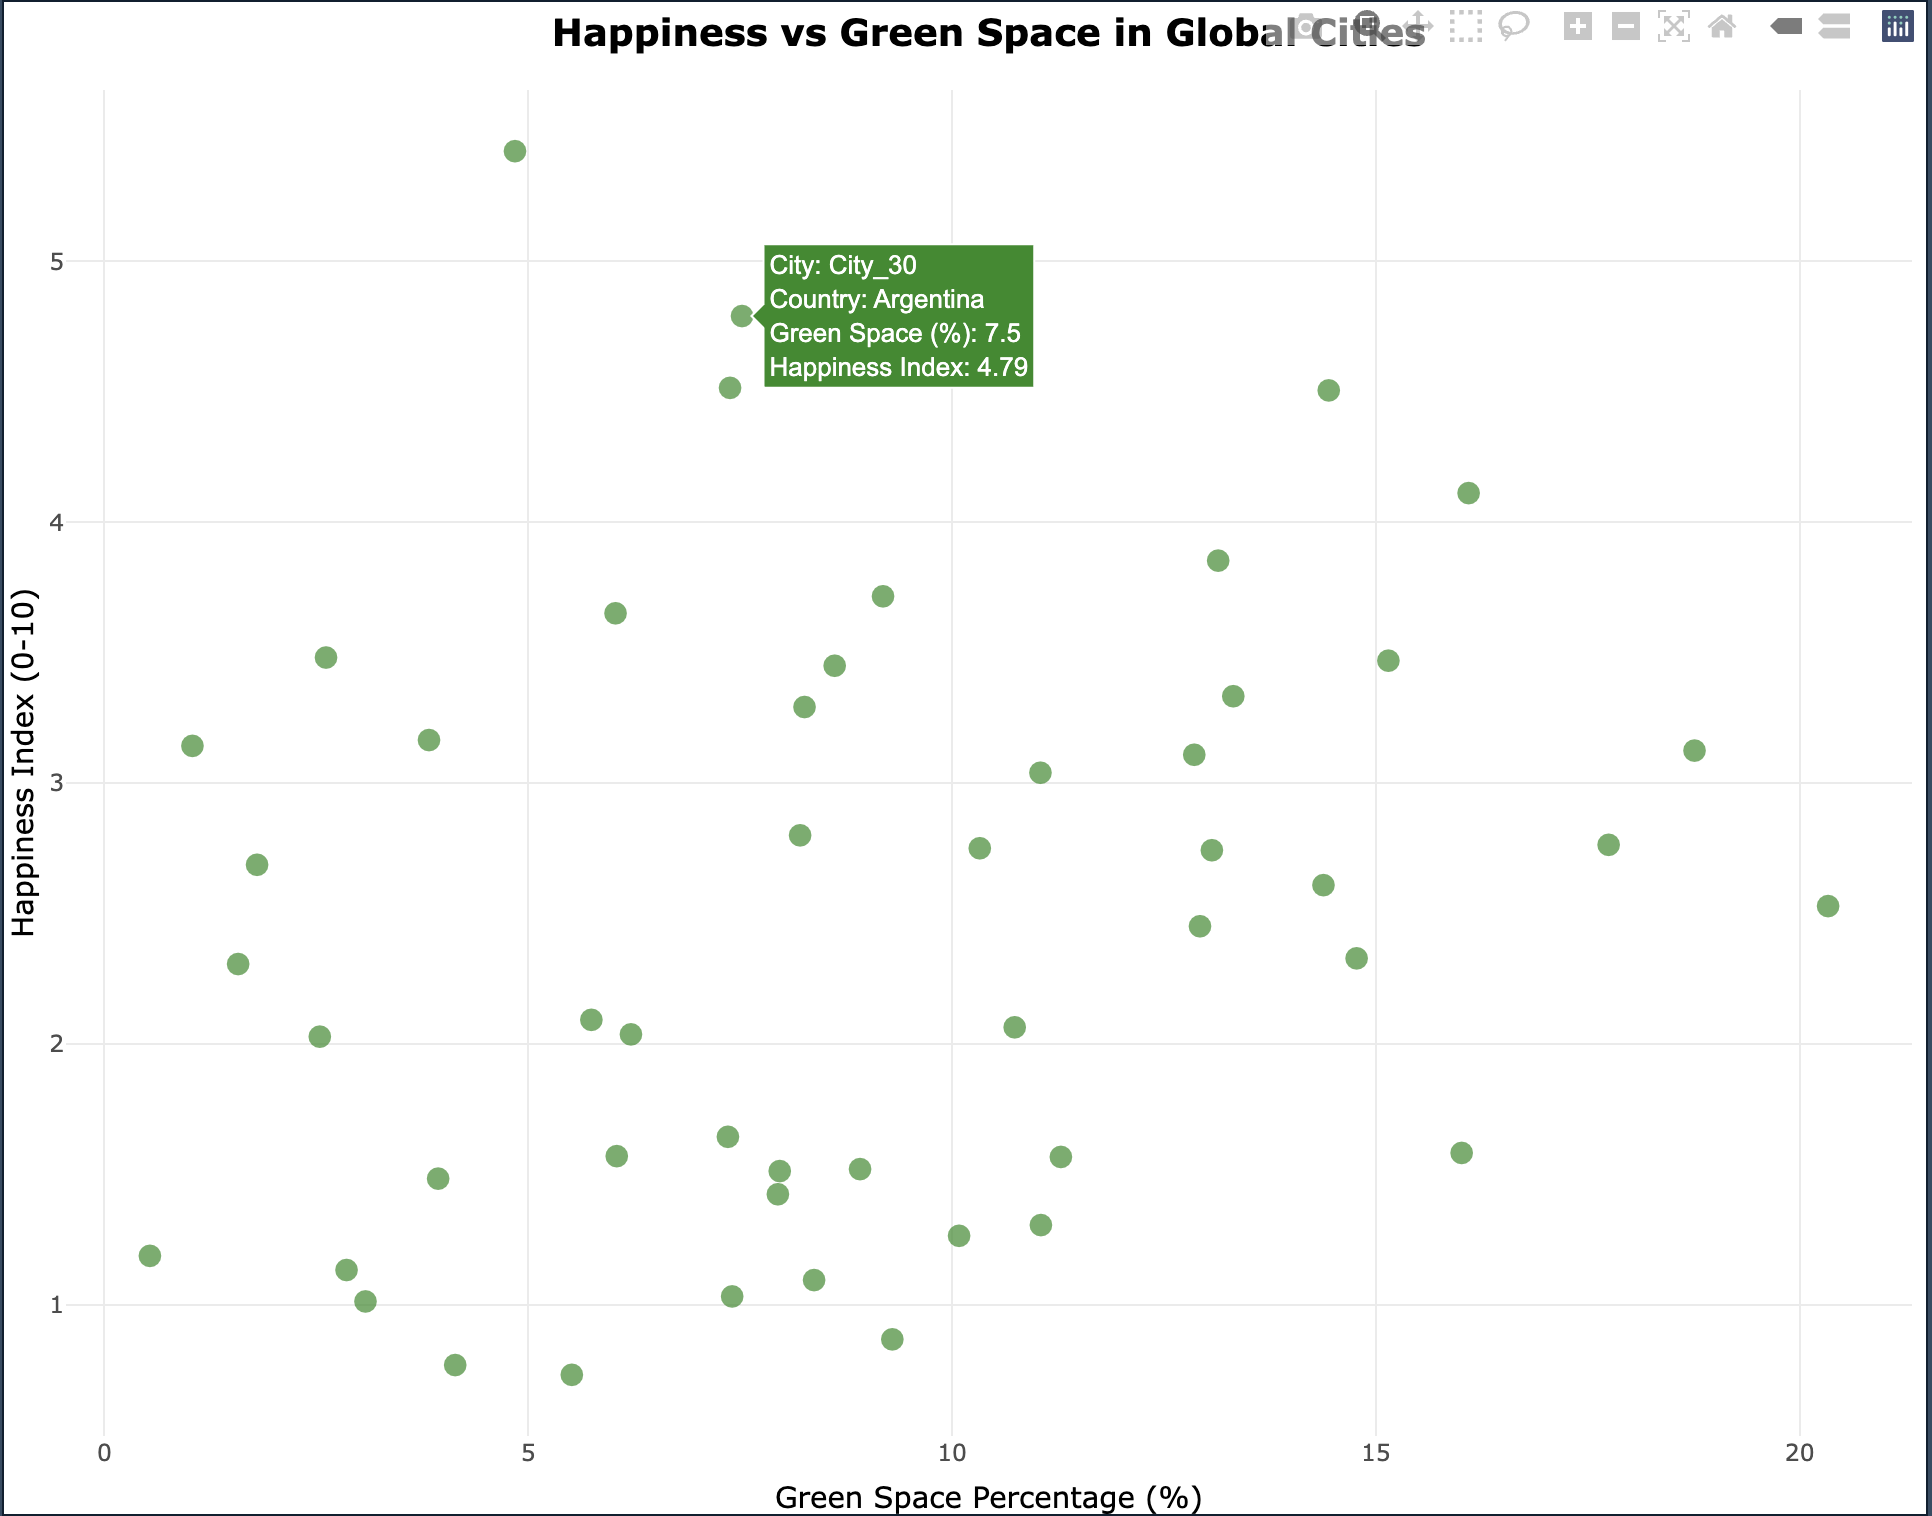 Happiness vs Green Space in Global Cities
5
4
3
2
1
Happiness Index (0-10)
City: City_30
Country: Argentina
Green Space (%): 7.5
Happiness Index: 4.79
0 5 10 15 20
Green Space Percentage (%)